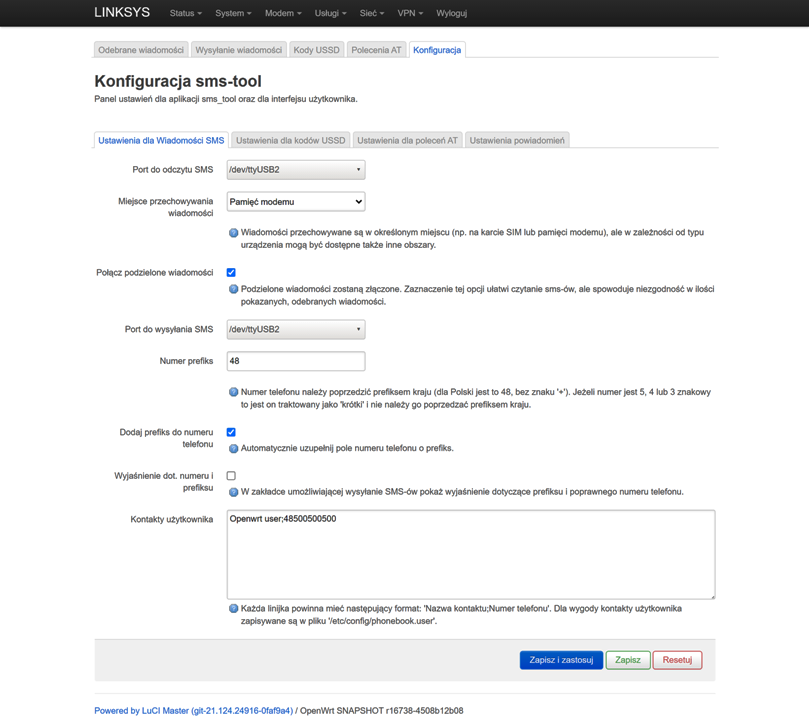 LINKSYS Status System Modem Usługi Sieć VPN Wyloguj
Odebrane wiadomości Wysyłanie wiadomości Kody USSD Polecenia AT Konfiguracja
Konfiguracja sms-tool
Panel ustawień dla aplikacji sms_tool oraz dla interfejsu użytkownika.
Ustawienia dla Wiadomości SMS Ustawienia dla kodów USSD Ustawienia dla poleceń AT Ustawienia powiadomień
Port do odczytu SMS /dev/ttyUSB2
Miejsce przechowywania Pamięć modemu
wiadomości
Wiadomości przechowywane są w określonym miejscu (np. na karcie SIM lub pamięci modemu), ale w zależności od typu
urządzenia mogą być dostępne także inne obszary.
Połącz podzielone wiadomości
Podzielone wiadomości zostaną złączone. Zaznaczenie tej opcji ułatwi czytanie sms-ów, ale spowoduje niezgodność w ilości
pokazanych, odebranych wiadomości.
Port do wysyłania SMS /dev/ttyUSB2
Numer prefiks 48
Numer telefonu należy poprzedzić prefiksem kraju (dla Polski jest to 48, bez znaku '+'). Jeżeli numer jest 5, 4 lub 3 znakowy
to jest on traktowany jako 'krótki' i nie należy go poprzedzać prefiksem kraju.
Dodaj prefiks do numeru
telefonu
Automatycznie uzupełnij pole numeru telefonu o prefiks.
Wyjaśnienie dot. numeru i
prefiksu
W zakładce umożliwiającej wysyłanie SMS-ów pokaż wyjaśnienie dotyczące prefiksu i poprawnego numeru telefonu.
Kontakty użytkownika Openwrt user;48500500500
Każda linijka powinna mieć następujący format: 'Nazwa kontaktu;Numer telefonu'. Dla wygody kontakty użytkownika
zapisywane są w pliku '/etc/config/phonebook.user'.
Zapisz i zastosuj Zapisz Resetuj
Powered by LuCI Master (git-21.124.24916-0faf9a4) / OpenWrt SNAPSHOT r16738-4508b12b08